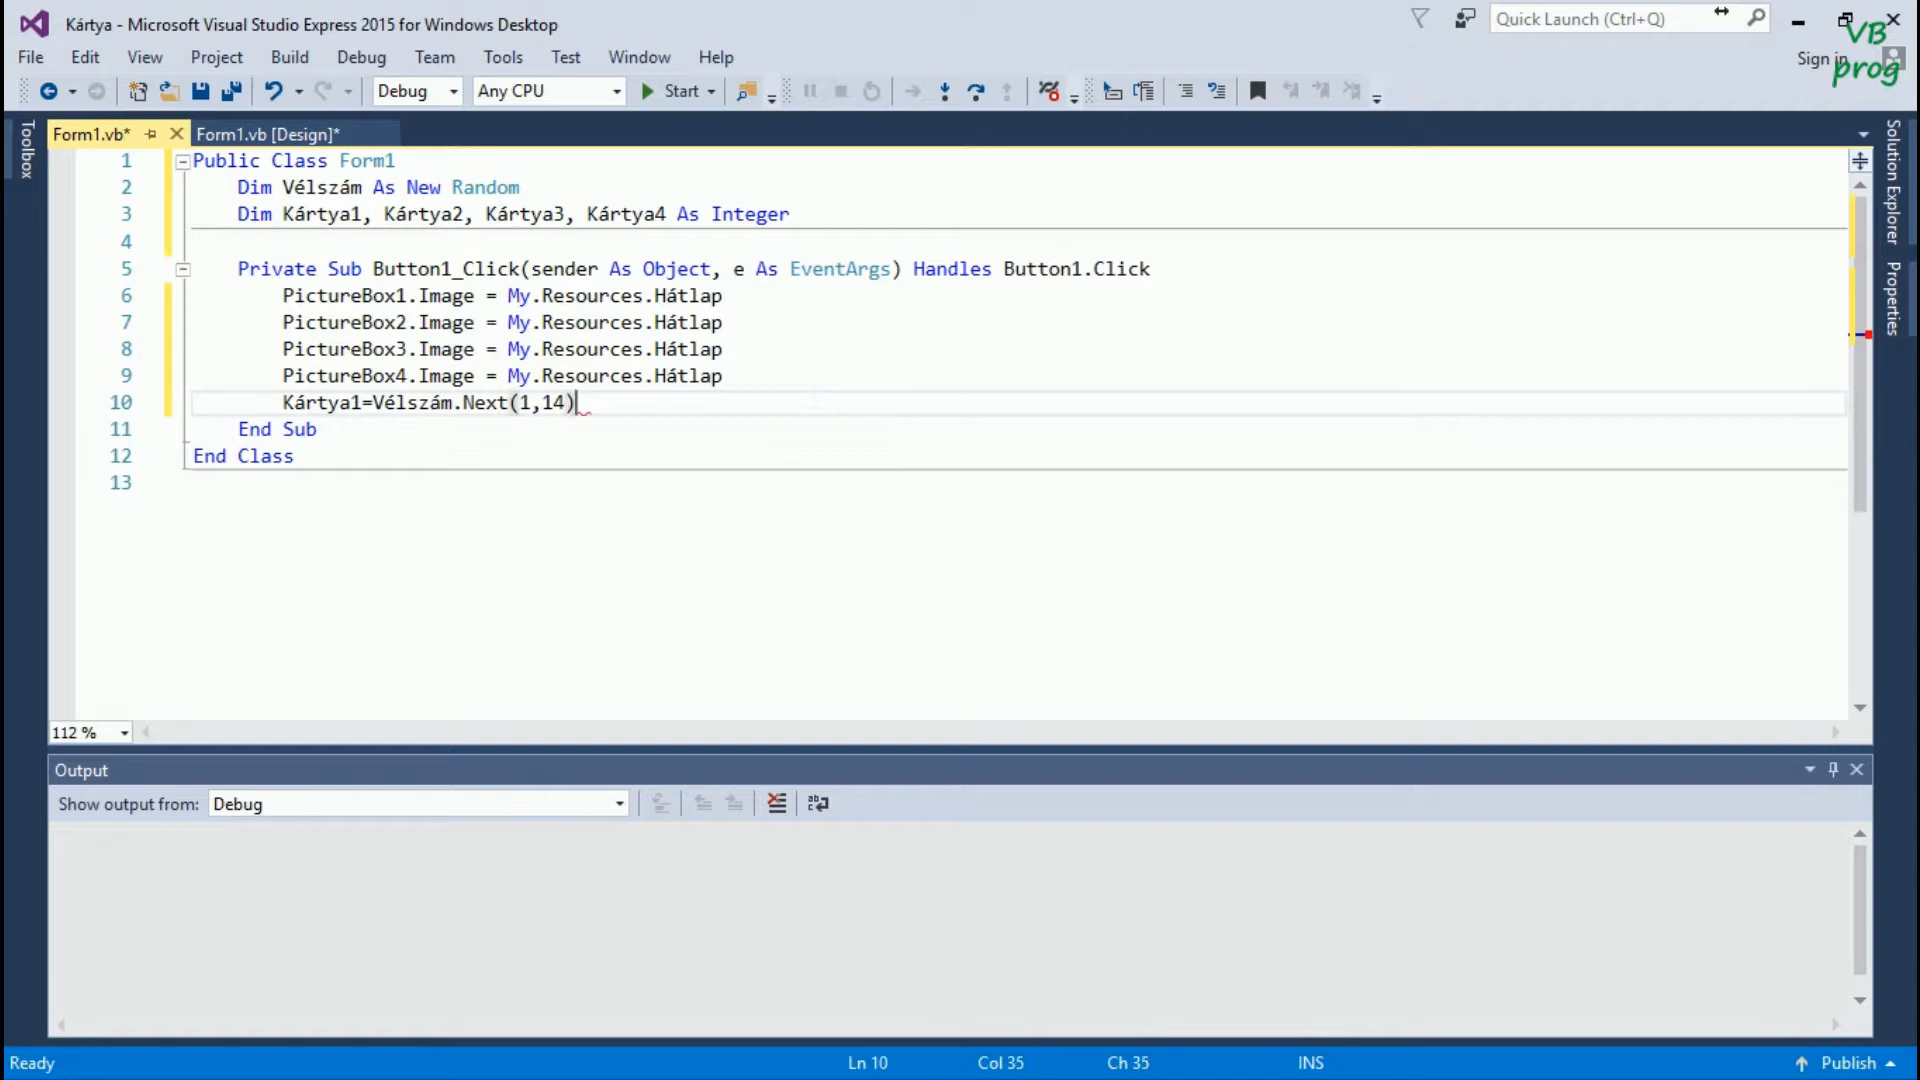 Kártya - Microsoft Visual Studio Express 2015 for Windows Desktop
Quick Launch (Ctrl+Q)
VB
prog
File Edit View Project Build Debug Team Tools Test Window Help
Sign in
Debug Any CPU Start
Toolbox
Form1.vb* Form1.vb [Design]*
Solution Explorer
Properties
1 Public Class Form1
2 Dim Vélszám As New Random
3 Dim Kártya1, Kártya2, Kártya3, Kártya4 As Integer
4
5 Private Sub Button1_Click(sender As Object, e As EventArgs) Handles Button1.Click
6 PictureBox1.Image = My.Resources.Hátlap
7 PictureBox2.Image = My.Resources.Hátlap
8 PictureBox3.Image = My.Resources.Hátlap
9 PictureBox4.Image = My.Resources.Hátlap
10 Kártya1=Vélszám.Next(1,14)
11 End Sub
12 End Class
13
112 %
Output
Show output from: Debug
Ready Ln 10 Col 35 Ch 35 INS Publish